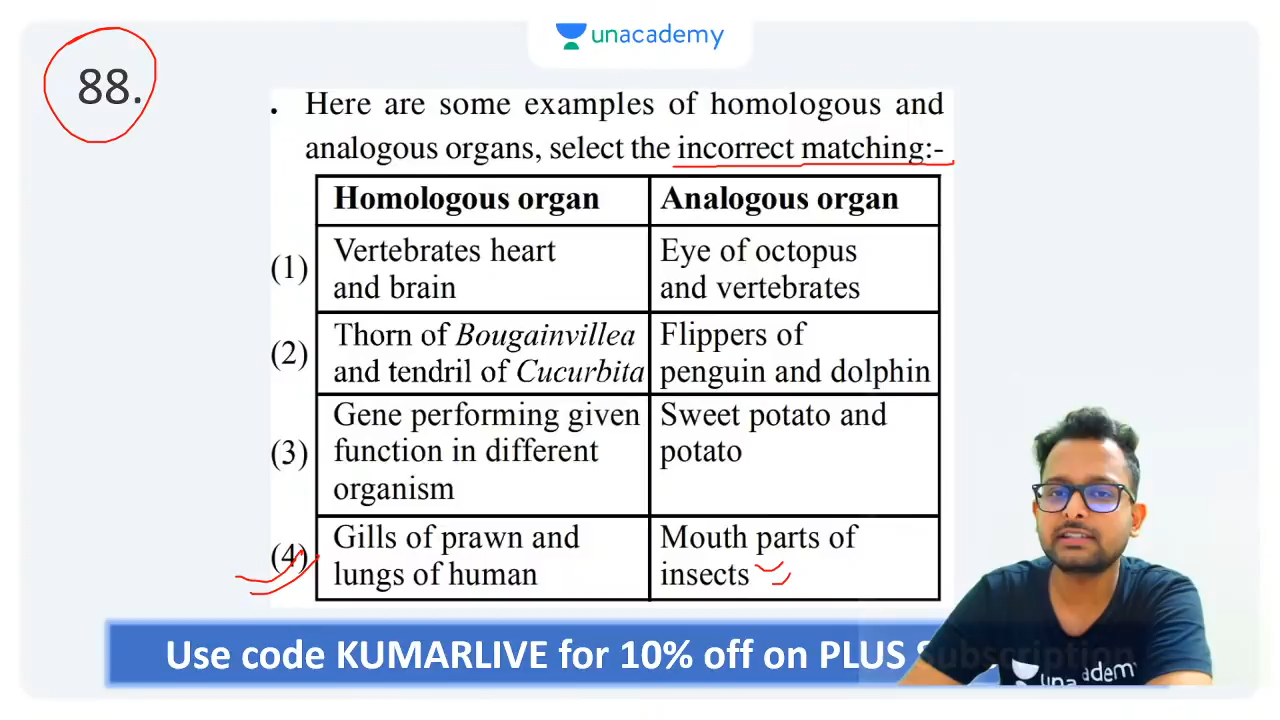 unacademy
88.
. Here are some examples of homologous and
analogous organs, select the incorrect matching:-
Homologous organ Analogous organ
(1) Vertebrates heart and brain Eye of octopus and vertebrates
(2) Thorn of Bougainvillea and tendril of Cucurbita Flippers of penguin and dolphin
(3) Gene performing given function in different organism Sweet potato and potato
(4) Gills of prawn and lungs of human Mouth parts of insects
Use code KUMARLIVE for 10% off on PLUS Subscription
unacademy